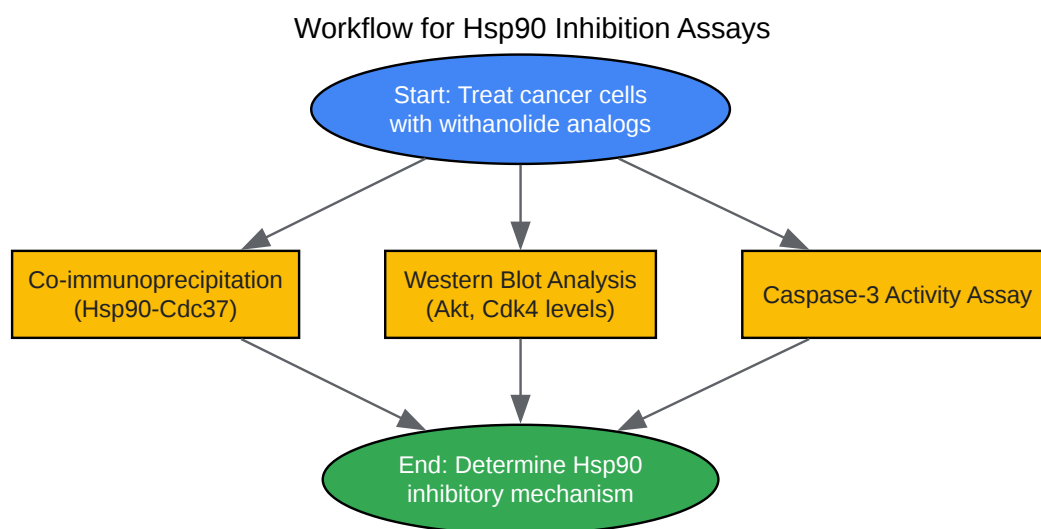 Workflow for Hsp90 Inhibition Assays
Start: Treat cancer cells
with withanolide analogs
Co-immunoprecipitation
(Hsp90-Cdc37)
Western Blot Analysis
(Akt, Cdk4 levels)
Caspase-3 Activity Assay
End: Determine Hsp90
inhibitory mechanism